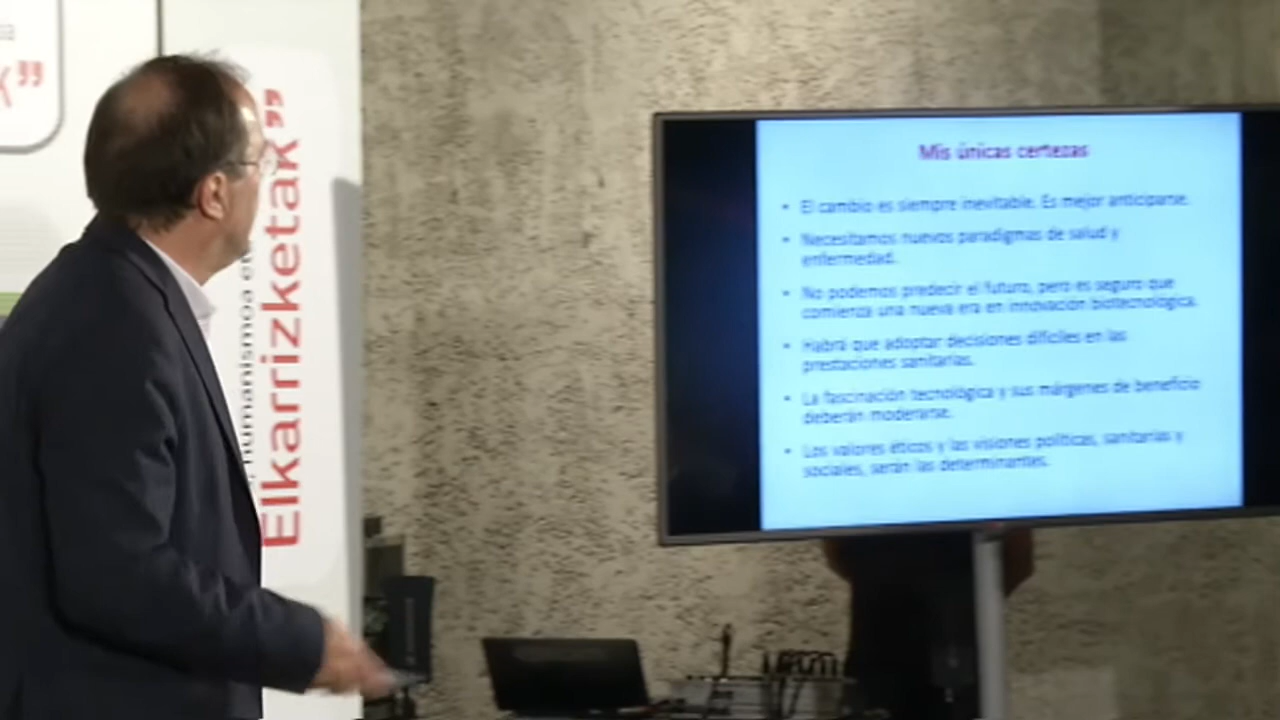 ”
Elkarrizketak”
humanismoa
Mis únicas certezas
• El cambio es siempre inevitable. Es mejor anticiparse.
• Necesitamos nuevos paradigmas de salud y
enfermedad.
• No podemos predecir el futuro, pero es seguro que
comienza una nueva era en innovación biotecnológica.
• Habrá que adoptar decisiones difíciles en las
prestaciones sanitarias.
• La fascinación tecnológica y sus márgenes de beneficio
deberán moderarse.
• Los valores éticos y las visiones políticas, sanitarias y
sociales, serán las determinantes.